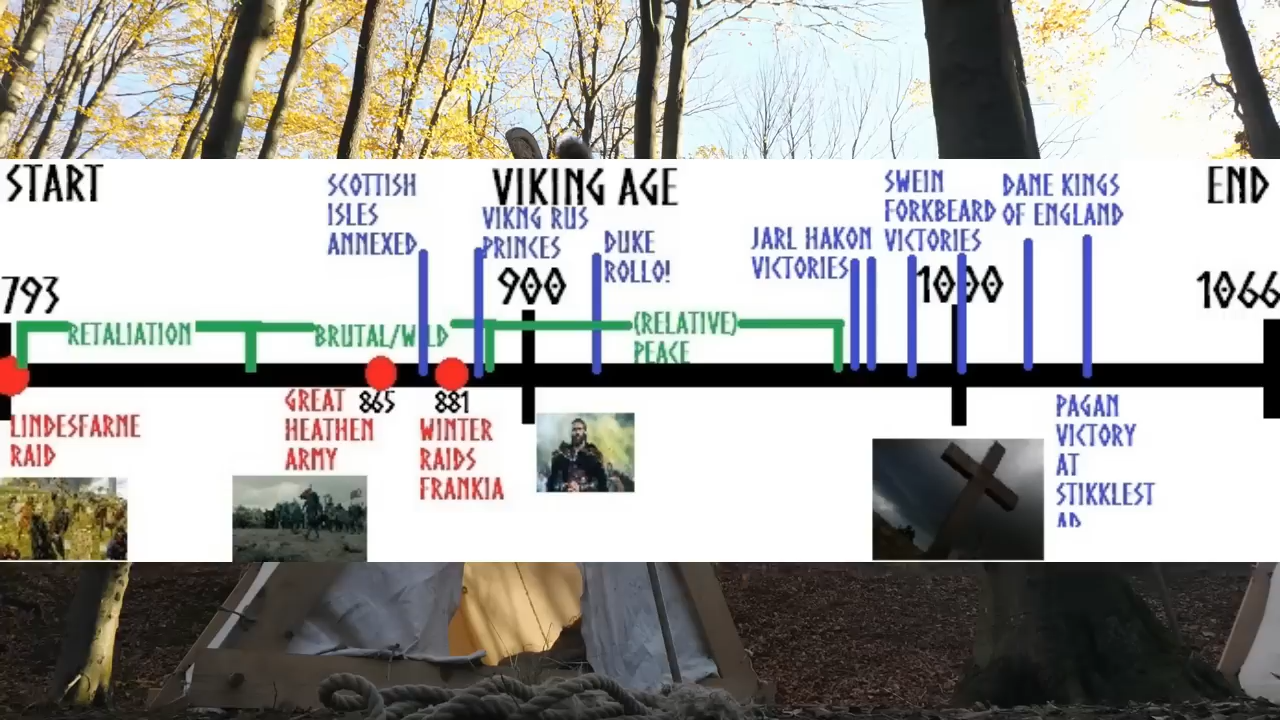 START
VIKING AGE
END
793
900
1000
1066
SCOTTISH
ISLES
ANNEXED
VIKNG RUS
PRINCES
DUKE
ROLLO!
JARL HAKON
VICTORIES
SWEIN
FORKBEARD
VICTORIES
DANE KINGS
OF ENGLAND
RETALIATION
BRUTAL/WILD
(RELATIVE)
PEACE
LINDESFARNE
RAID
GREAT
HEATHEN
ARMY
865
881
WINTER
RAIDS
FRANKIA
PAGAN
VICTORY
AT
STIKKLEST
AD